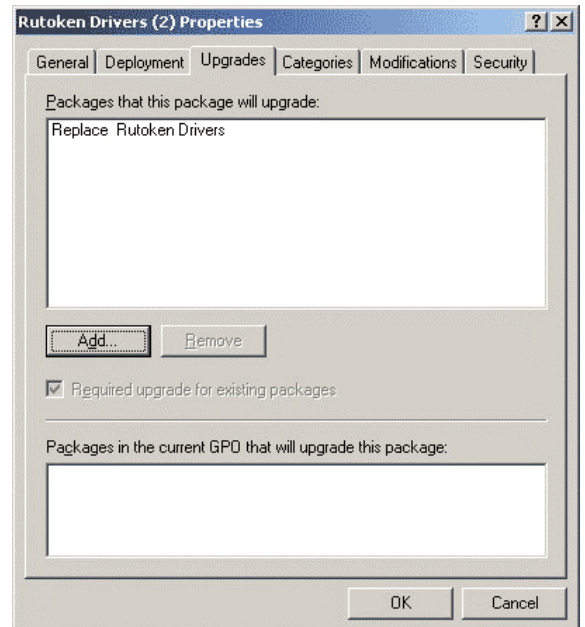 Rutoken Drivers (2) Properties
General Deployment Upgrades Categories Modifications Security
Packages that this package will upgrade:
Replace Rutoken Drivers
Add... Remove
Required upgrade for existing packages
Packages in the current GPO that will upgrade this package:
OK Cancel